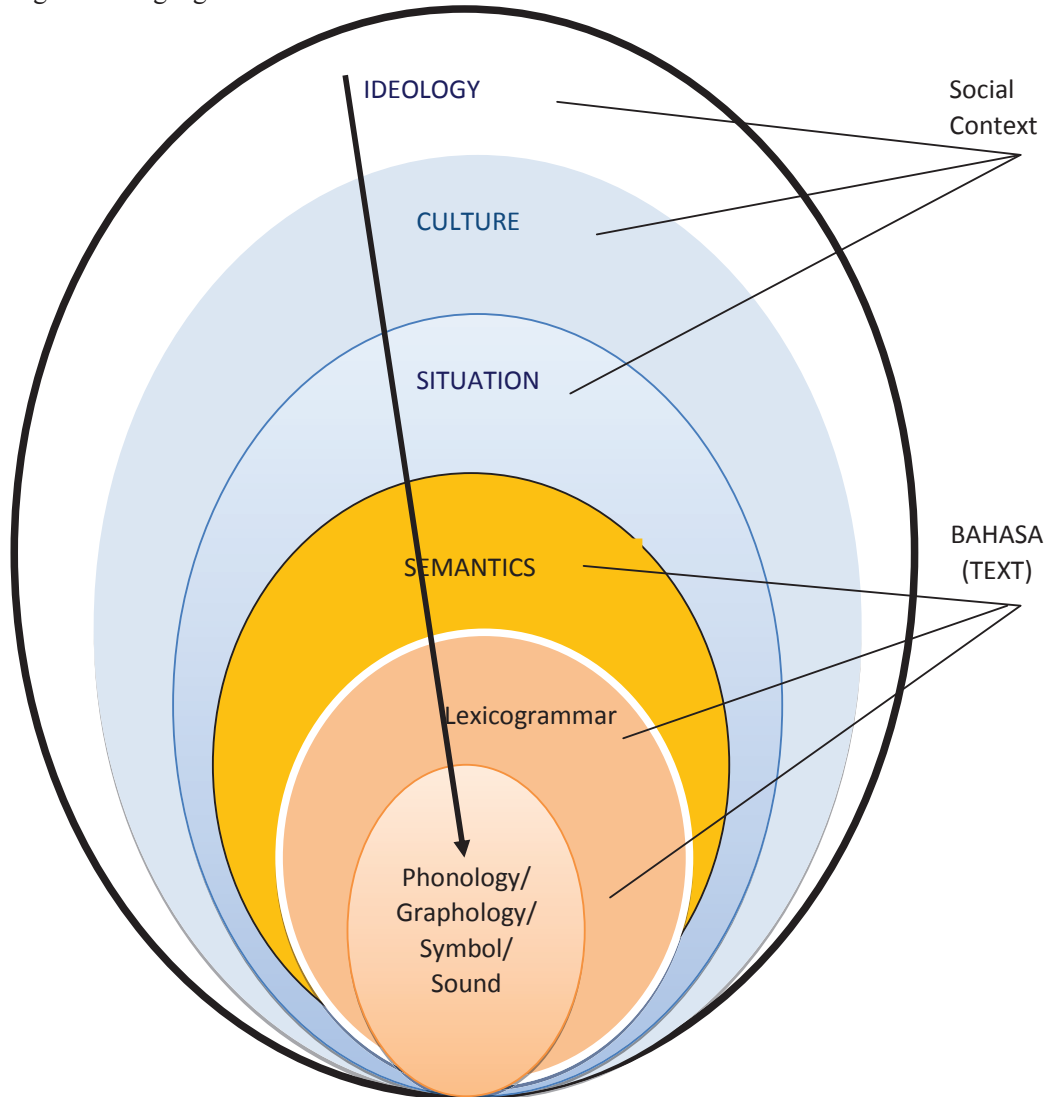 IDEOLOGY
Social
Context
CULTURE
SITUATION
BAHASA
(TEXT)
SEMANTICS
Lexicogrammar
Phonology/
Graphology/
Symbol/
Sound